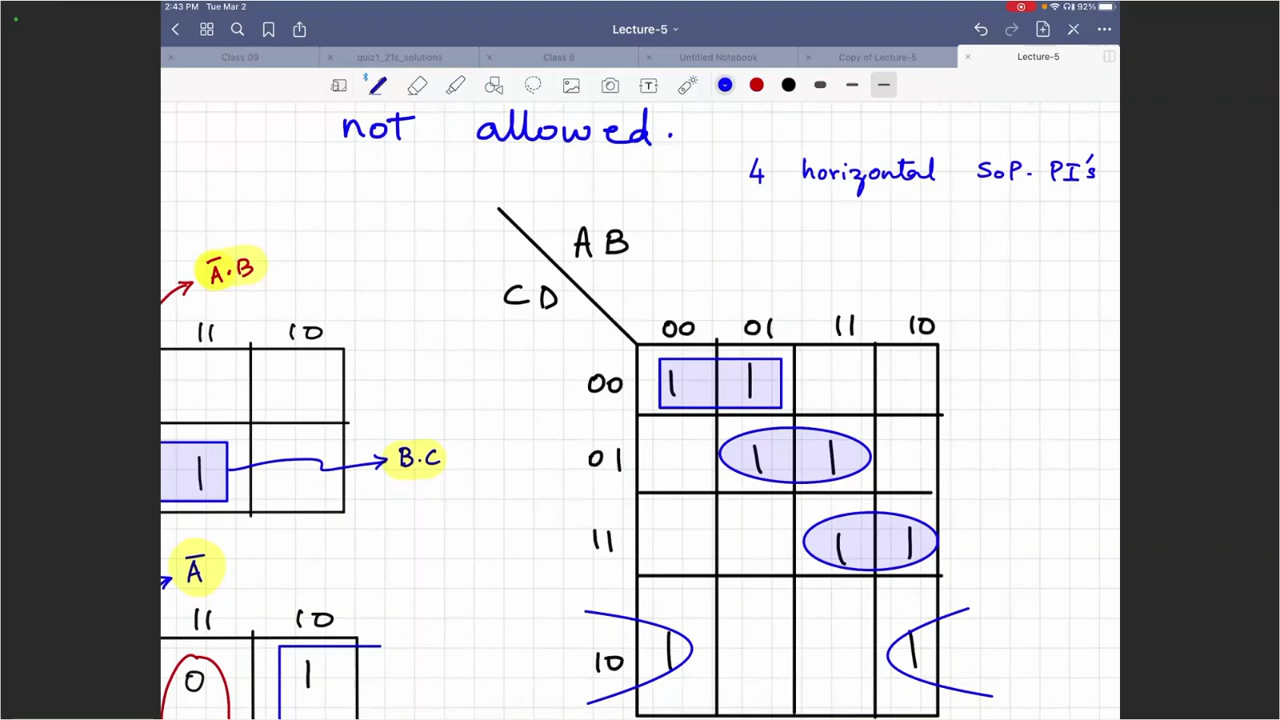 2:43 PM Tue Mar 2 92%
Lecture-5
Class 09 quiz1_21s_solutions Class 8 Untitled Notebook Copy of Lecture-5 Lecture-5
T
not allowed.
4 horizontal SoP. PI's
AB
CD
Ā·B
11 10
00 01 11 10
00 1 1
01 1 1
1
B.C
11 1 1
Ā
11 10
10 1 1
0 1